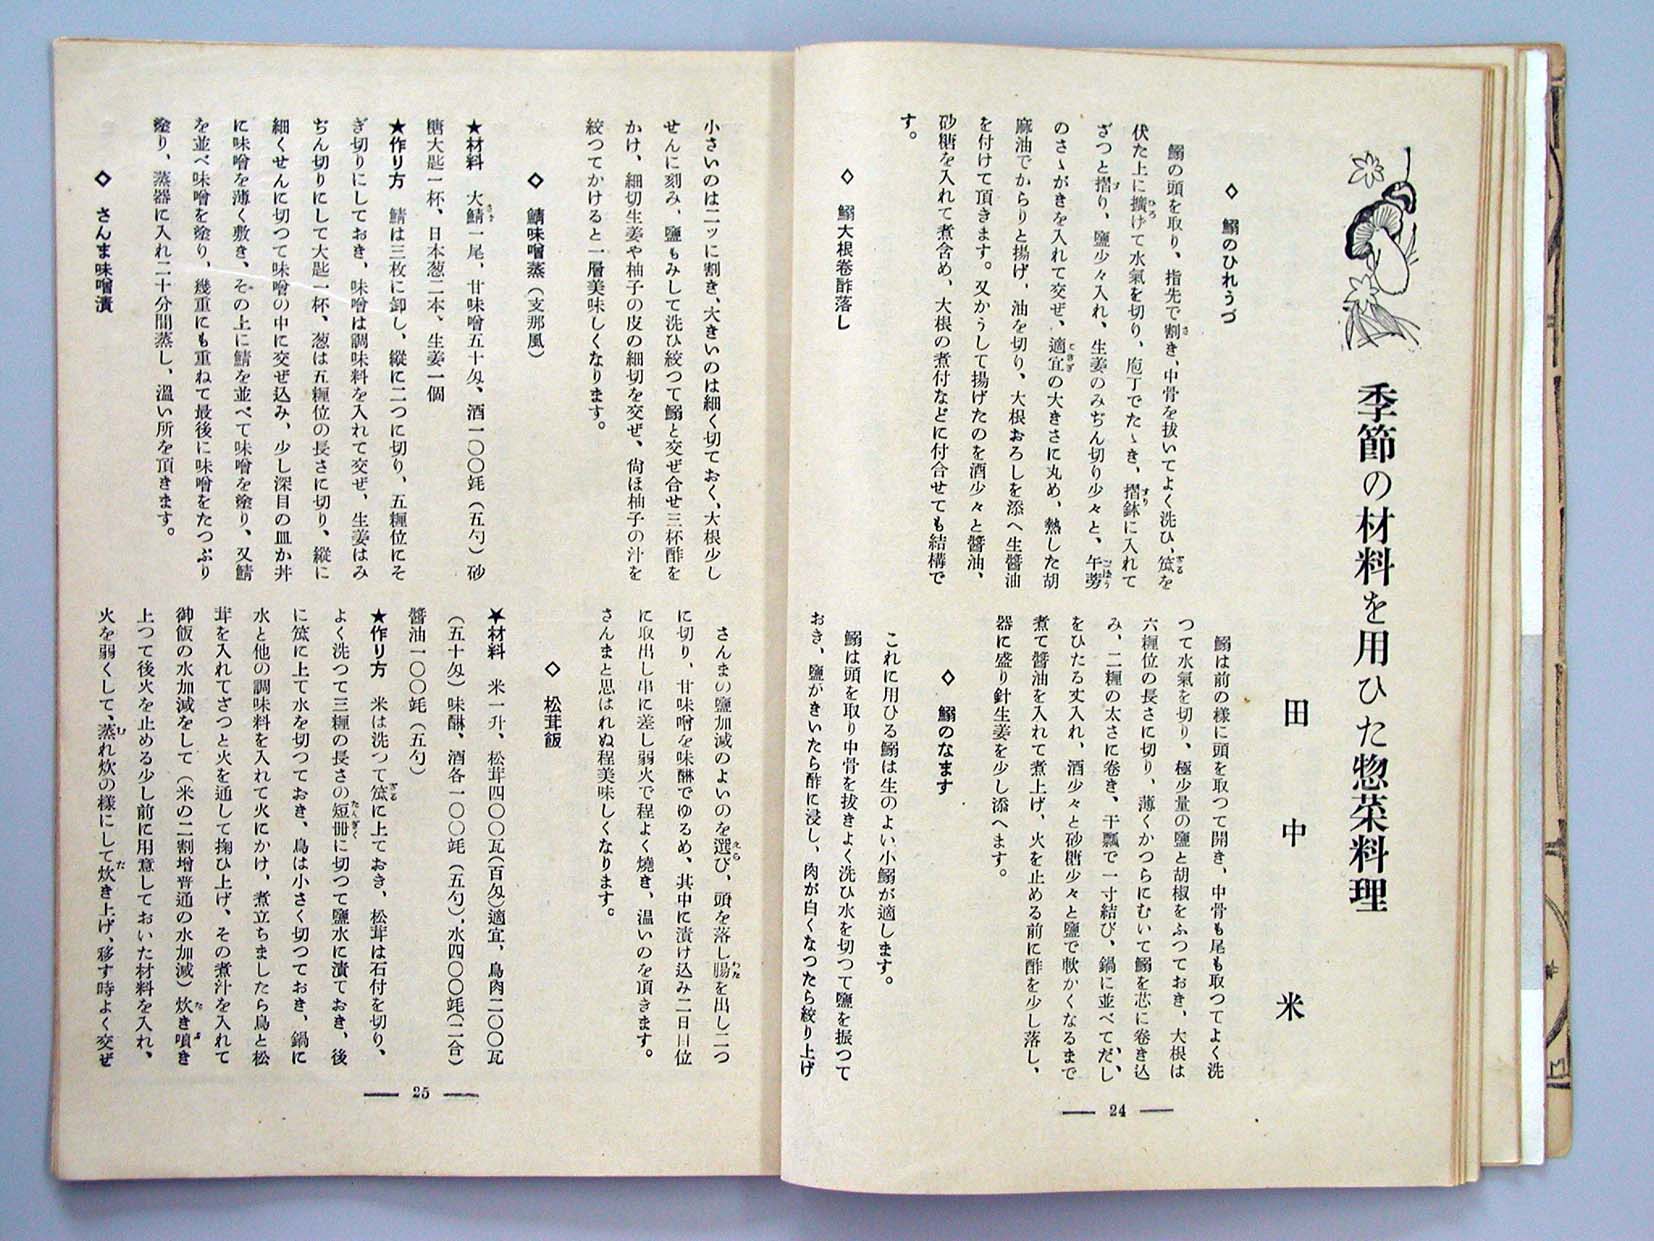 季節の材料を用ひた惣菜料理
田中米
◇ 鰯のひれうづ
鰯の頭を取り、指先で割き、中骨を抜いてよく洗ひ、笊を
伏た上に擴げて水氣を切り、庖丁でたゝき、摺鉢に入れて
ざつと摺り、鹽少々入れ、生姜のみぢん切り少々と、午蒡
のさゝがきを入れて交ぜ、適宜の大きさに丸め、熱した胡
麻油でからりと揚げ、油を切り、大根おろしを添へ生醬油
を付けて頂きます。又かうして揚げたのを酒少々と醬油、
砂糖を入れて煮含め、大根の煮付などに付合せても結構で
す。
◇ 鰯大根巻酢落し
鰯は前の様に頭を取つて開き、中骨も尾も取つてよく洗
つて水氣を切り、極少量の鹽と胡椒をふつておき、大根は
六糎位の長さに切り、薄くかつらにむいて鰯を芯に巻き込
み、二糎の太さに巻き、干瓢で一寸結び、鍋に並べてだし
をひたる丈入れ、酒少々と砂糖少々と鹽で軟かくなるまで
煮て醬油を入れて煮上げ、火を止める前に酢を少し落し、
器に盛り針生姜を少し添へます。
◇ 鰯のなます
これに用ひる鰯は生のよい小鰯が適します。
鰯は頭を取り中骨を拔きよく洗ひ水を切つて鹽を振つて
おき、鹽がきいたら酢に浸し、肉が白くなつたら絞り上げ
― 24 ―
小さいのは二ッに割き、大きいのは細く切ておく、大根少し
せんに刻み、鹽もみして洗ひ絞つて鰯と交ぜ合せ三杯酢を
かけ、細切生姜や柚子の皮の細切を交ぜ、尙ほ柚子の汁を
絞つてかけると一層美味しくなります。
◇ 鯖味噌蒸(支那風)
★材料 大鯖一尾、甘味噌五十匁、酒一〇〇竓(五勺)砂
糖大匙一杯、日本葱二本、生姜一個
★作り方 鯖は三枚に卸し、縱に二つに切り、五糎位にそ
ぎ切りにしておき、味噌は調味料を入れて交ぜ、生姜はみ
ぢん切りにして大匙一杯、葱は五糎位の長さに切り、縱に
細くせんに切つて味噌の中に交ぜ込み、少し深目の皿か丼
に味噌を薄く敷き、その上に鯖を並べて味噌を塗り、又鯖
を並べ味噌を塗り、幾重にも重ねて最後に味噌をたつぷり
塗り、蒸器に入れ二十分間蒸し、溫い所を頂きます。
◇ さんま味噌漬
さんまの鹽加減のよいのを選び、頭を落し腸を出し二つ
に切り、甘味噌を味醂でゆるめ、其中に漬け込み二日目位
に取出し串に差し弱火で程よく燒き、温いのを頂きます。
さんまと思はれぬ程美味しくなります。
◇ 松茸飯
★材料 米一升、松茸四〇〇瓦(百匁)適宜、鳥肉二〇〇瓦
(五十匁)味醂、酒各一〇〇竓(五勺)、水四〇〇竓(二合)
醬油一〇〇竓(五勺)
★作り方 米は洗つて笊に上ておき、松茸は石付を切り、
よく洗つて三糎の長さの短冊に切つて鹽水に漬ておき、後
に笊に上て水を切つておき、鳥は小さく切つておき、鍋に
水と他の調味料を入れて火にかけ、煮立ちましたら鳥と松
茸を入れてざつと火を通して掬ひ上げ、その煮汁を入れて
御飯の水加減をして(米の二割增普通の水加減)炊き噴き
上つて後火を止める少し前に用意しておいた材料を入れ、
火を弱くして、蒸れ炊の様にして炊き上げ、移す時よく交ぜ
― 25 ―